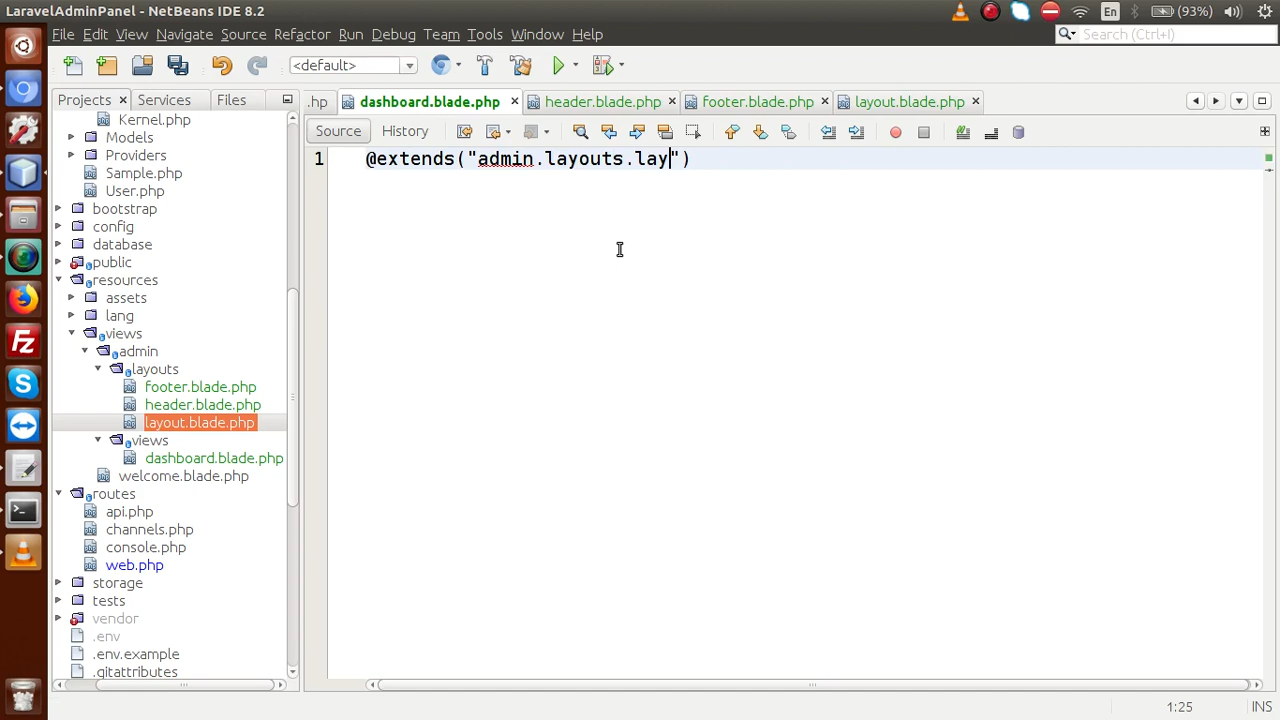 LaravelAdminPanel - NetBeans IDE 8.2
En
(93%)
File Edit View Navigate Source Refactor Run Debug Team Tools Window Help
Search (Ctrl+I)
<default>
Projects Services Files
.hp dashboard.blade.php header.blade.php footer.blade.php layout.blade.php
Source History
1 @extends("admin.layouts.lay")
Kernel.php
Models
Providers
Sample.php
User.php
bootstrap
config
database
public
resources
assets
lang
views
admin
layouts
footer.blade.php
header.blade.php
layout.blade.php
views
dashboard.blade.php
welcome.blade.php
routes
api.php
channels.php
console.php
web.php
storage
tests
vendor
.env
.env.example
.gitattributes
1:25 INS